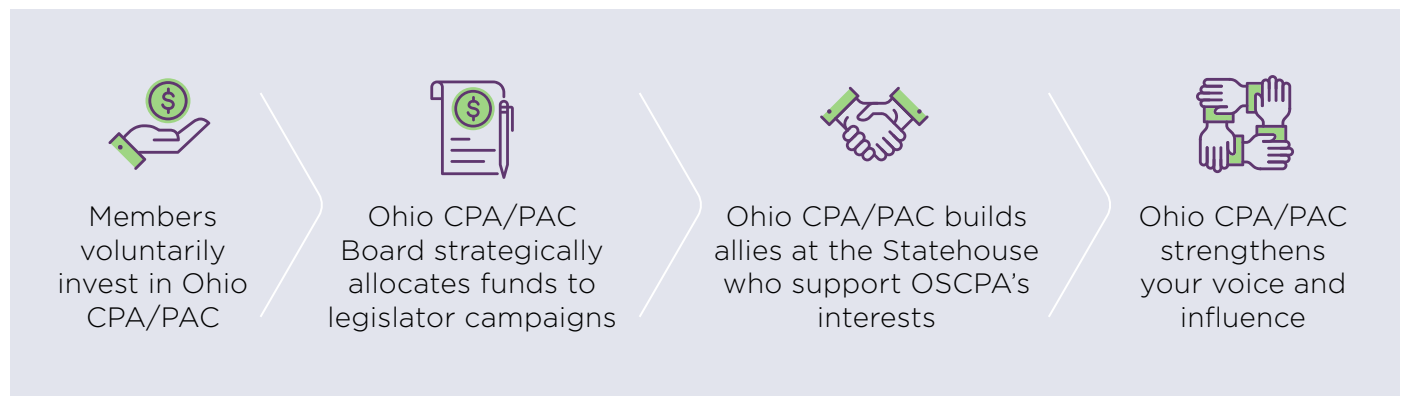 Members
voluntarily
invest in Ohio
CPA/PAC
Ohio CPA/PAC
Board strategically
allocates funds to
legislator campaigns
Ohio CPA/PAC builds
allies at the Statehouse
who support OSCPA’s
interests
Ohio CPA/PAC
strengthens
your voice and
influence